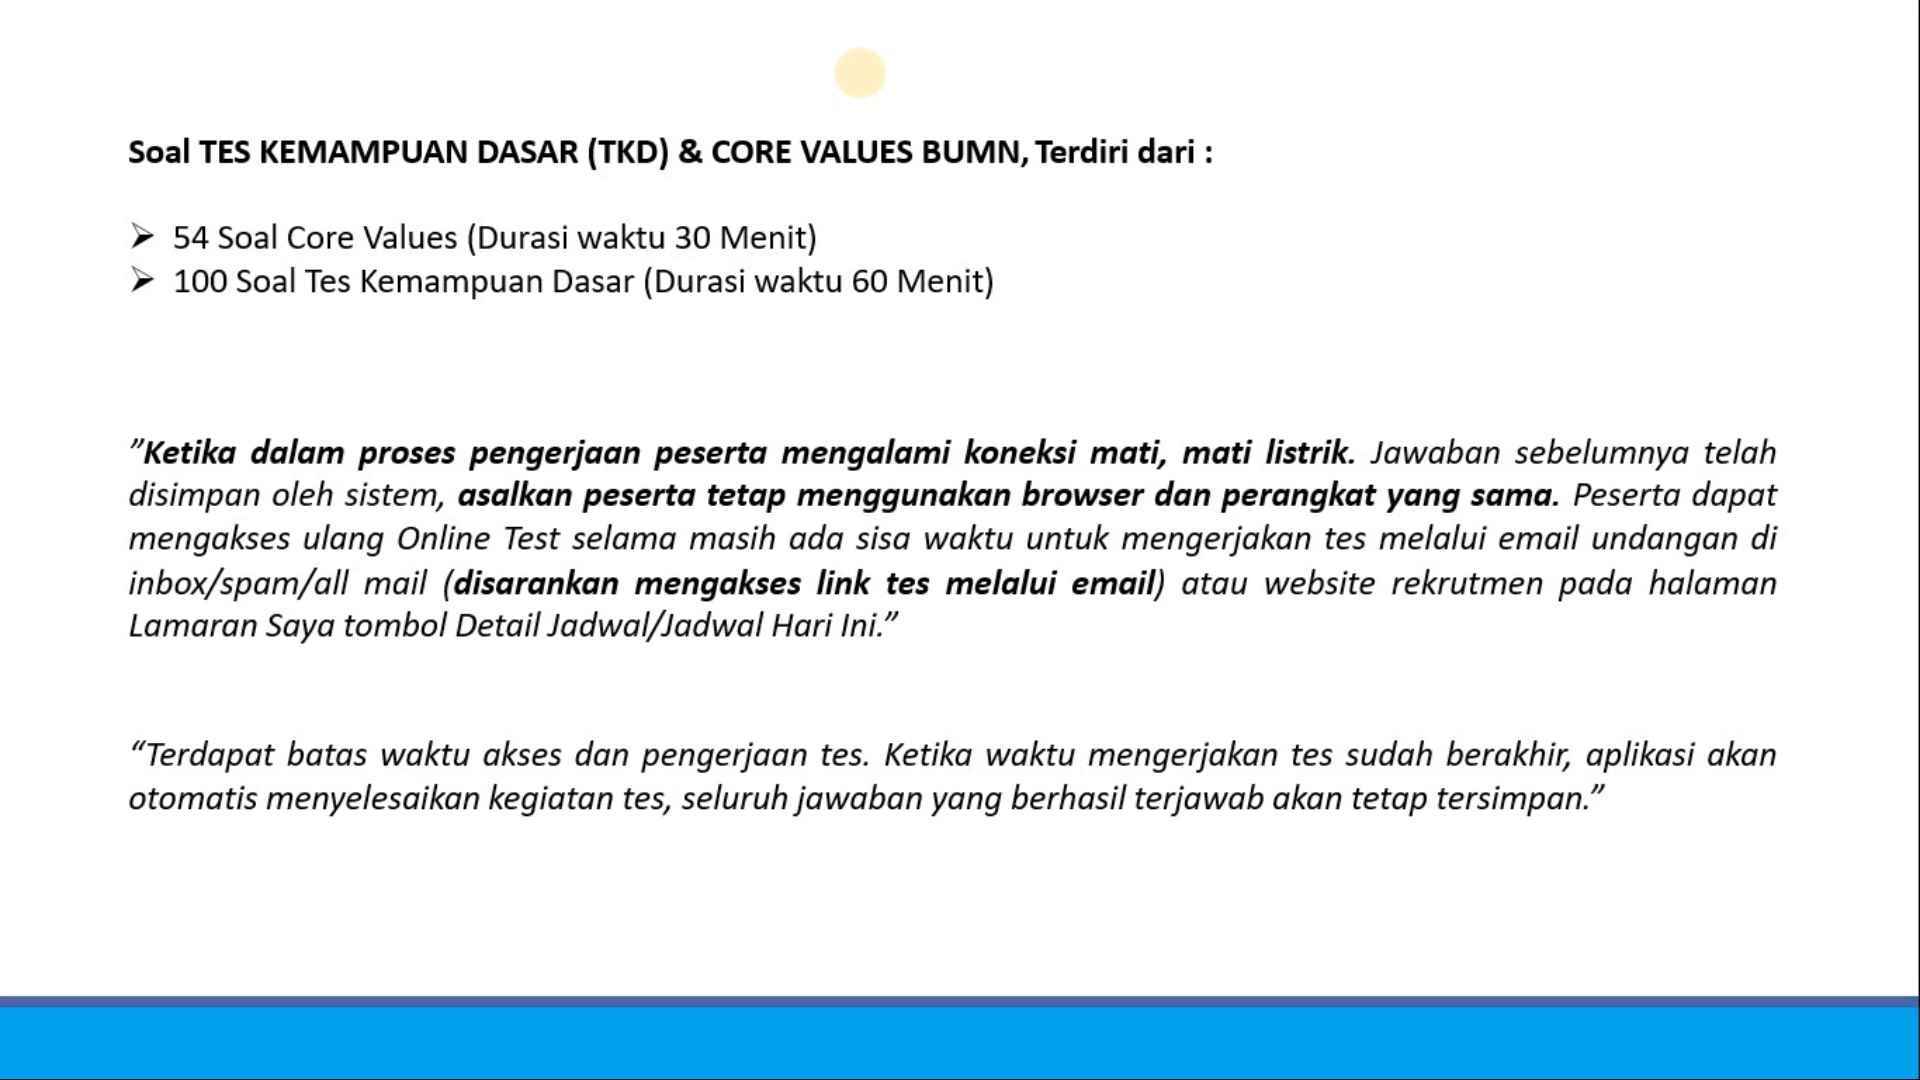 Soal TES KEMAMPUAN DASAR (TKD) & CORE VALUES BUMN, Terdiri dari :
➢ 54 Soal Core Values (Durasi waktu 30 Menit)
➢ 100 Soal Tes Kemampuan Dasar (Durasi waktu 60 Menit)
”Ketika dalam proses pengerjaan peserta mengalami koneksi mati, mati listrik. Jawaban sebelumnya telah
disimpan oleh sistem, asalkan peserta tetap menggunakan browser dan perangkat yang sama. Peserta dapat
mengakses ulang Online Test selama masih ada sisa waktu untuk mengerjakan tes melalui email undangan di
inbox/spam/all mail (disarankan mengakses link tes melalui email) atau website rekrutmen pada halaman
Lamaran Saya tombol Detail Jadwal/Jadwal Hari Ini.”
“Terdapat batas waktu akses dan pengerjaan tes. Ketika waktu mengerjakan tes sudah berakhir, aplikasi akan
otomatis menyelesaikan kegiatan tes, seluruh jawaban yang berhasil terjawab akan tetap tersimpan.”